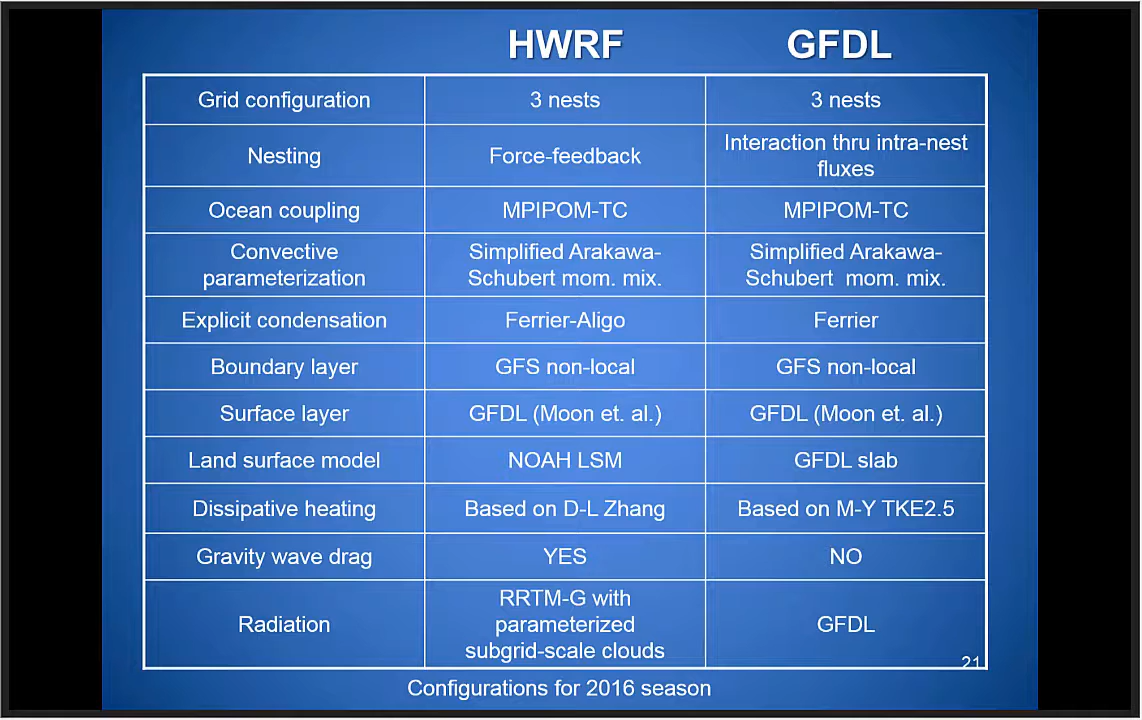 HWRF GFDL
Grid configuration 3 nests 3 nests
Nesting Force-feedback Interaction thru intra-nest
fluxes
Ocean coupling MPIPOM-TC MPIPOM-TC
Convective
parameterization
Simplified Arakawa-
Schubert mom. mix.
Simplified Arakawa-
Schubert mom. mix.
Explicit condensation Ferrier-Aligo Ferrier
Boundary layer GFS non-local GFS non-local
Surface layer GFDL (Moon et. al.) GFDL (Moon et. al.)
Land surface model NOAH LSM GFDL slab
Dissipative heating Based on D-L Zhang Based on M-Y TKE2.5
Gravity wave drag YES NO
Radiation
RRTM-G with
parameterized
subgrid-scale clouds
GFDL
21
Configurations for 2016 season